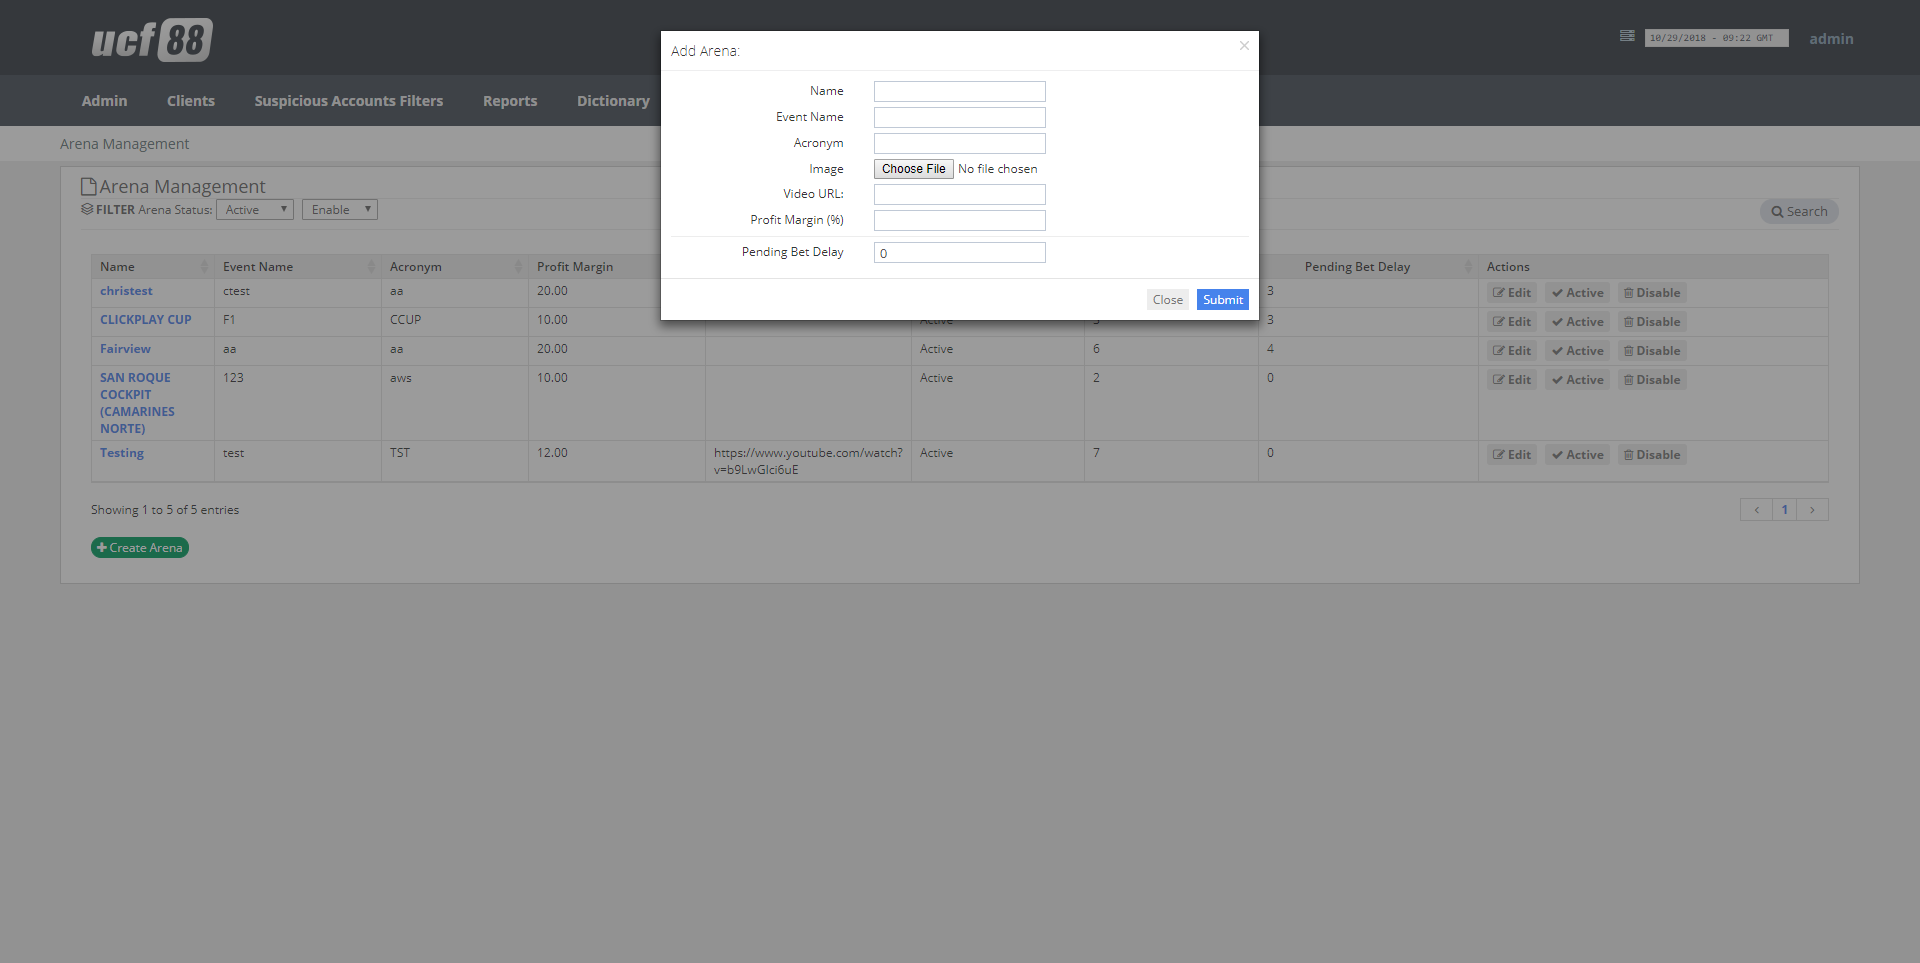 ucf88
10/29/2018 - 09:22 GMT
admin
Admin Clients Suspicious Accounts Filters Reports Dictionary
Arena Management
Add Arena: ×
Name
Event Name
Acronym
Image Choose File No file chosen
Video URL:
Profit Margin (%)
Pending Bet Delay 0
Close Submit
Arena Management
FILTER Arena Status: Active Enable
Search
Name Event Name Acronym Profit Margin Pending Bet Delay Actions
christest ctest aa 20.00 3 Edit Active Disable
CLICKPLAY CUP F1 CCUP 10.00 Active 3 Edit Active Disable
Fairview aa aa 20.00 Active 6 4 Edit Active Disable
SAN ROQUE 123 aws 10.00 Active 2 0 Edit Active Disable
COCKPIT
(CAMARINES
NORTE)
Testing test TST 12.00 https://www.youtube.com/watch? Active 7 0 Edit Active Disable
v=b9LwGlci6uE
Showing 1 to 5 of 5 entries
‹ 1 ›
Create Arena